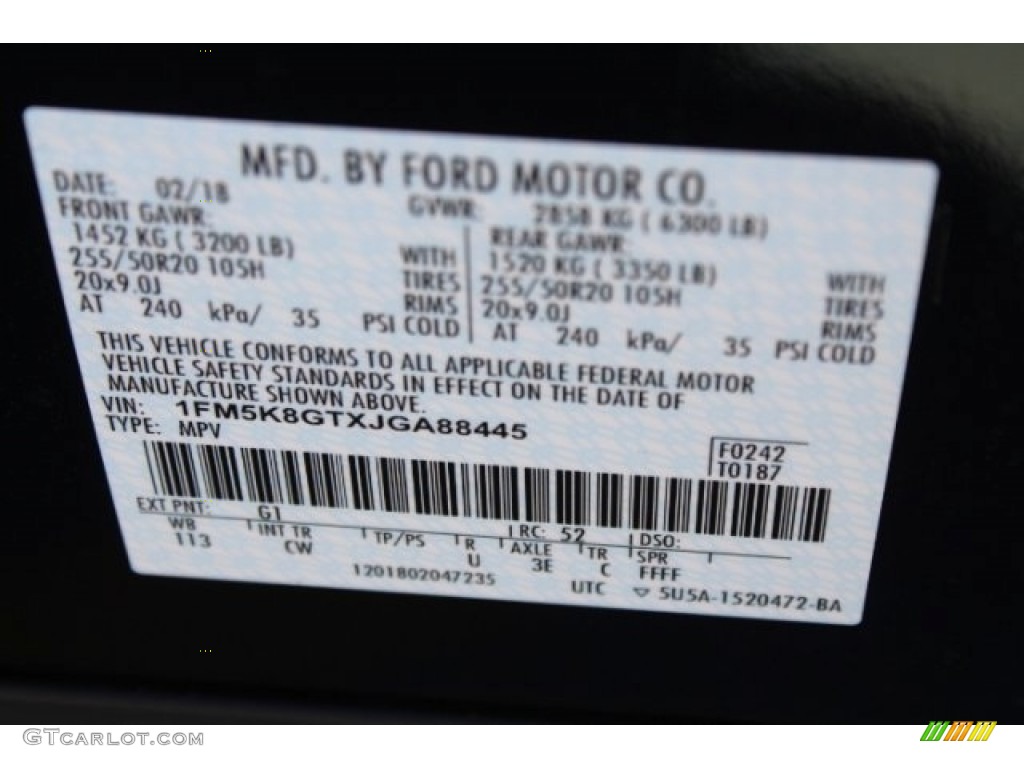 MFD. BY FORD MOTOR CO.
DATE: 02/18 GVWR: 2858 KG ( 6300 LB)
FRONT GAWR: REAR GAWR:
1452 KG ( 3200 LB) WITH 1520 KG ( 3350 LB) WITH
255/50R20 105H TIRES 255/50R20 105H TIRES
20x9.0J RIMS 20x9.0J RIMS
AT 240 kPa/ 35 PSI COLD AT 240 kPa/ 35 PSI COLD
THIS VEHICLE CONFORMS TO ALL APPLICABLE FEDERAL MOTOR
VEHICLE SAFETY STANDARDS IN EFFECT ON THE DATE OF
MANUFACTURE SHOWN ABOVE.
VIN: 1FM5K8GTXJGA88445
TYPE: MPV
F0242
T0187
EXT PNT: G1 RC: 52 DSO:
WB INT TR TP/PS R AXLE TR SPR
113 CW U 3E C FFFF
1201802047235 UTC ▽ 5U5A-1520472-BA
GTCARLOT.COM